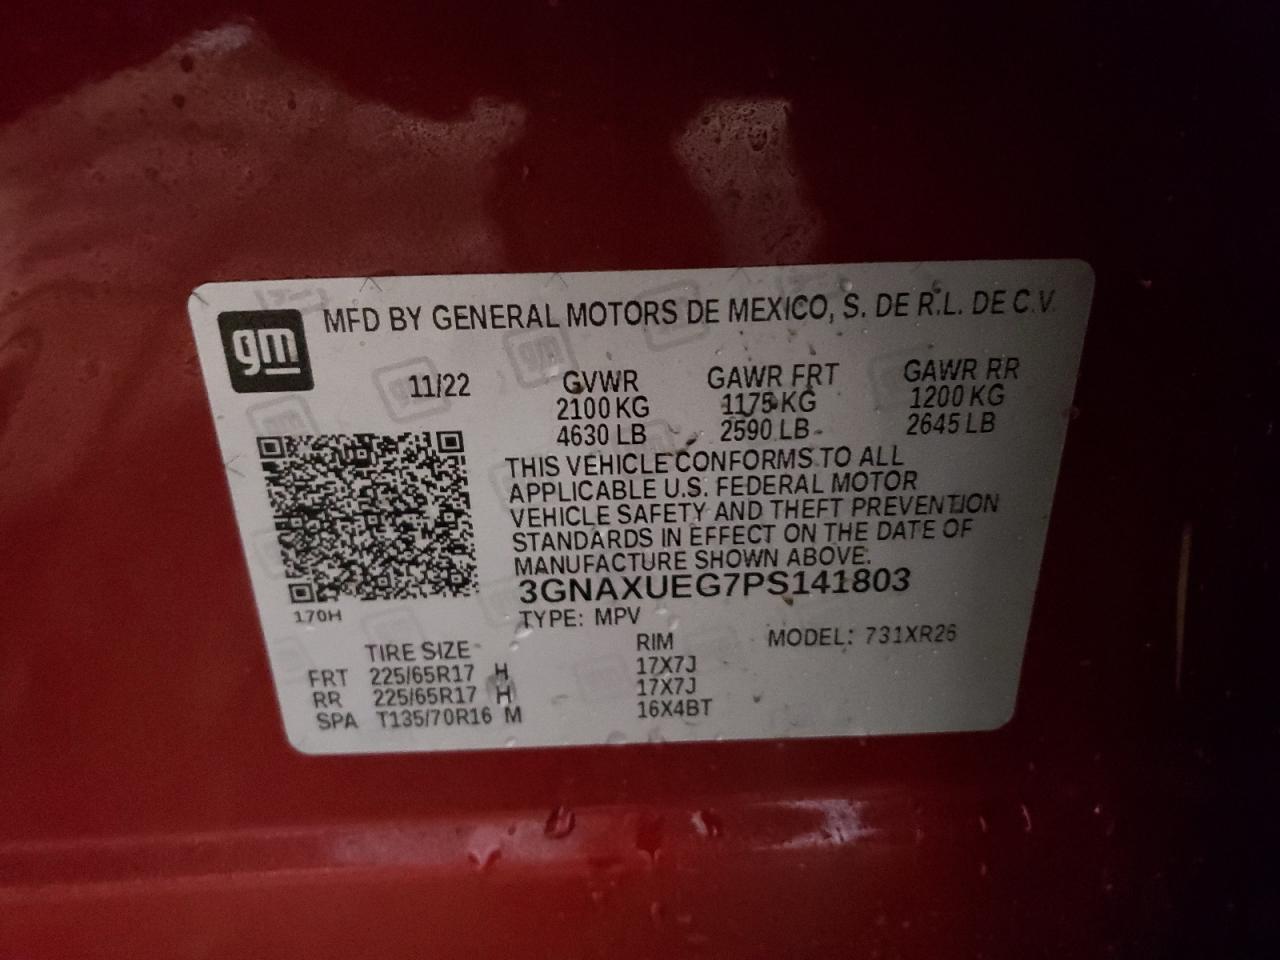 gm MFD BY GENERAL MOTORS DE MEXICO, S. DE R.L. DE C.V.
11/22 GVWR GAWR FRT GAWR RR
2100 KG 1175 KG 1200 KG
4630 LB 2590 LB 2645 LB
THIS VEHICLE CONFORMS TO ALL
APPLICABLE U.S. FEDERAL MOTOR
VEHICLE SAFETY AND THEFT PREVENTION
STANDARDS IN EFFECT ON THE DATE OF
MANUFACTURE SHOWN ABOVE.
3GNAXUEG7PS141803
170H
TYPE: MPV MODEL: 731XR26
TIRE SIZE RIM
FRT 225/65R17 H 17X7J
RR 225/65R17 H 17X7J
SPA T135/70R16 M 16X4BT